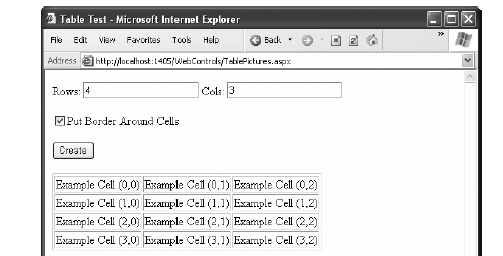 Table Test - Microsoft Internet Explorer
File Edit View Favorites Tools Help Back »
Address http://localhost:1405/WebControls/TablePictures.aspx
Rows: 4 Cols: 3
Put Border Around Cells
Create
Example Cell (0,0) Example Cell (0,1) Example Cell (0,2)
Example Cell (1,0) Example Cell (1,1) Example Cell (1,2)
Example Cell (2,0) Example Cell (2,1) Example Cell (2,2)
Example Cell (3,0) Example Cell (3,1) Example Cell (3,2)